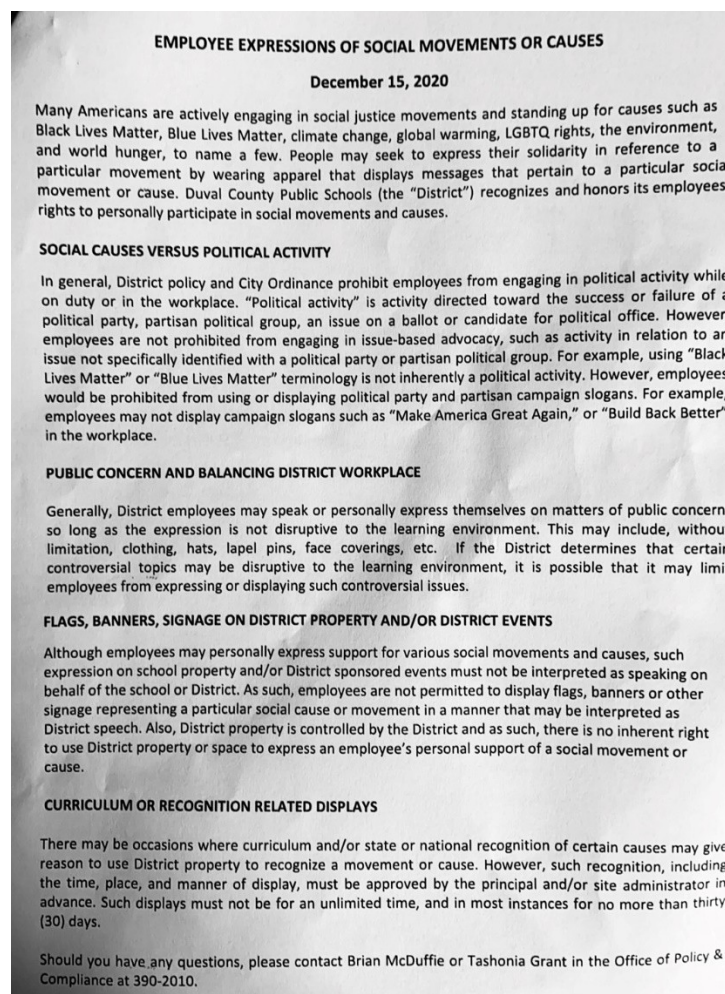 EMPLOYEE EXPRESSIONS OF SOCIAL MOVEMENTS OR CAUSES
December 15, 2020
Many Americans are actively engaging in social justice movements and standing up for causes such as
Black Lives Matter, Blue Lives Matter, climate change, global warming, LGBTQ rights, the environment,
and world hunger, to name a few. People may seek to express their solidarity in reference to a
particular movement by wearing apparel that displays messages that pertain to a particular socia
movement or cause. Duval County Public Schools (the “District”) recognizes and honors its employees
rights to personally participate in social movements and causes.
SOCIAL CAUSES VERSUS POLITICAL ACTIVITY
In general, District policy and City Ordinance prohibit employees from engaging in political activity while
on duty or in the workplace. “Political activity” is activity directed toward the success or failure of a
political party, partisan political group, an issue on a ballot or candidate for political office. However
employees are not prohibited from engaging in issue-based advocacy, such as activity in relation to an
issue not specifically identified with a political party or partisan political group. For example, using “Black
Lives Matter” or “Blue Lives Matter” terminology is not inherently a political activity. However, employees
would be prohibited from using or displaying political party and partisan campaign slogans. For example,
employees may not display campaign slogans such as “Make America Great Again,” or “Build Back Better”
in the workplace.
PUBLIC CONCERN AND BALANCING DISTRICT WORKPLACE
Generally, District employees may speak or personally express themselves on matters of public concern
so long as the expression is not disruptive to the learning environment. This may include, withou
limitation, clothing, hats, lapel pins, face coverings, etc. If the District determines that certain
controversial topics may be disruptive to the learning environment, it is possible that it may limi
employees from expressing or displaying such controversial issues.
FLAGS, BANNERS, SIGNAGE ON DISTRICT PROPERTY AND/OR DISTRICT EVENTS
Although employees may personally express support for various social movements and causes, such
expression on school property and/or District sponsored events must not be interpreted as speaking on
behalf of the school or District. As such, employees are not permitted to display flags, banners or other
signage representing a particular social cause or movement in a manner that may be interpreted as
District speech. Also, District property is controlled by the District and as such, there is no inherent right
to use District property or space to express an employee’s personal support of a social movement or
cause.
CURRICULUM OR RECOGNITION RELATED DISPLAYS
There may be occasions where curriculum and/or state or national recognition of certain causes may give
reason to use District property to recognize a movement or cause. However, such recognition, including
the time, place, and manner of display, must be approved by the principal and/or site administrator in
advance. Such displays must not be for an unlimited time, and in most instances for no more than thirty
(30) days.
Should you have any questions, please contact Brian McDuffie or Tashonia Grant in the Office of Policy &
Compliance at 390-2010.